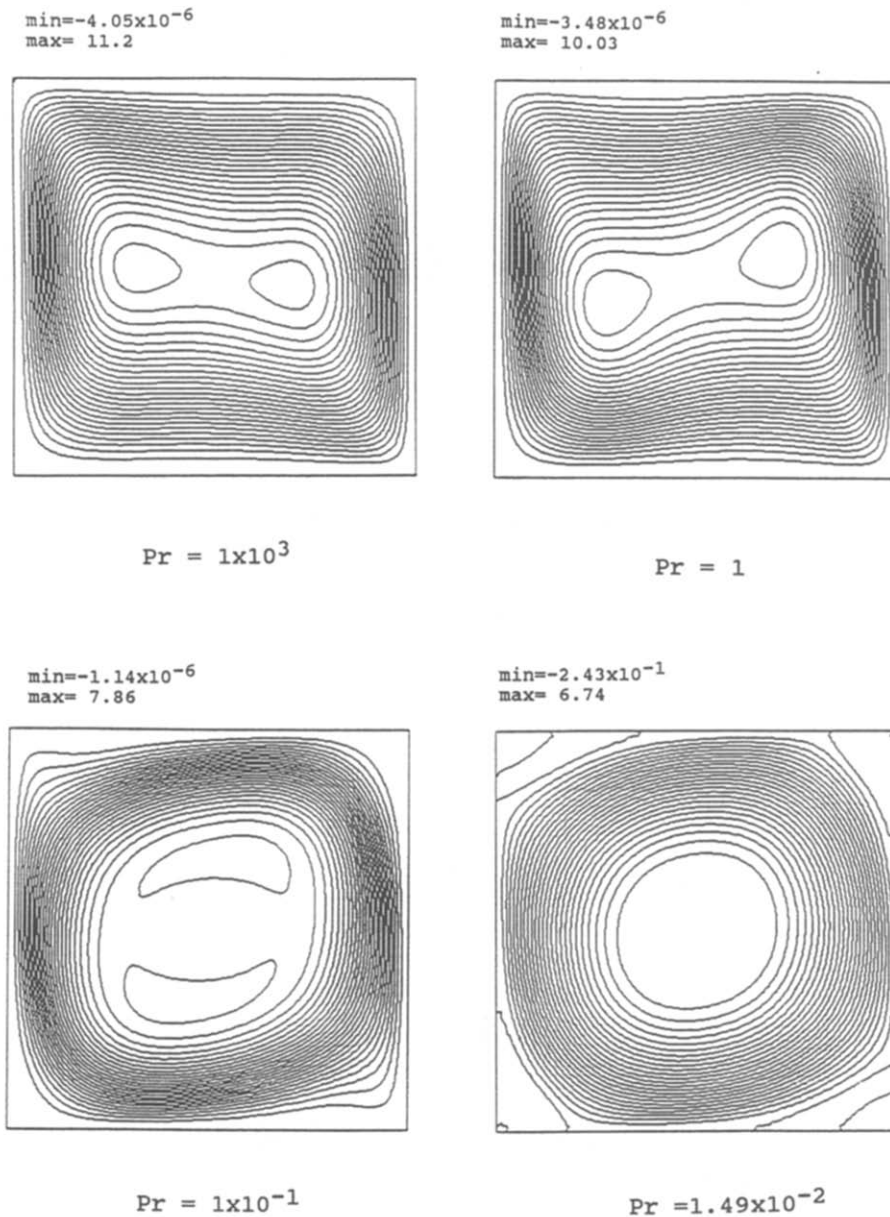 min=-4.05x10⁻⁶
max= 11.2
min=-3.48x10⁻⁶
max= 10.03
Pr = 1x10³
Pr = 1
min=-1.14x10⁻⁶
max= 7.86
min=-2.43x10⁻¹
max= 6.74
Pr = 1x10⁻¹
Pr =1.49x10⁻²